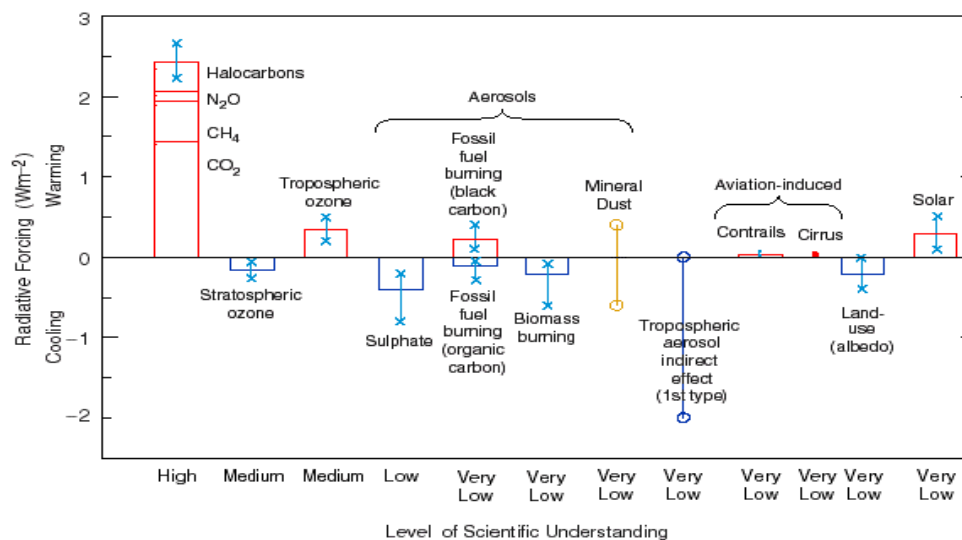 3
2
1
0
−1
−2
Radiative Forcing (Wm−2)
Cooling Warming
Halocarbons
N2O
CH4
CO2
Stratospheric
ozone
Tropospheric
ozone
Aerosols
Sulphate
Fossil
fuel
burning
(black
carbon)
Fossil
fuel
burning
(organic
carbon)
Biomass
burning
Mineral
Dust
Tropospheric
aerosol
indirect
effect
(1st type)
Aviation-induced
Contrails
Cirrus
Land-
use
(albedo)
Solar
High
Medium
Medium
Low
Very
Low
Very
Low
Very
Low
Very
Low
Very
Low
Very
Low
Very
Low
Very
Low
Level of Scientific Understanding